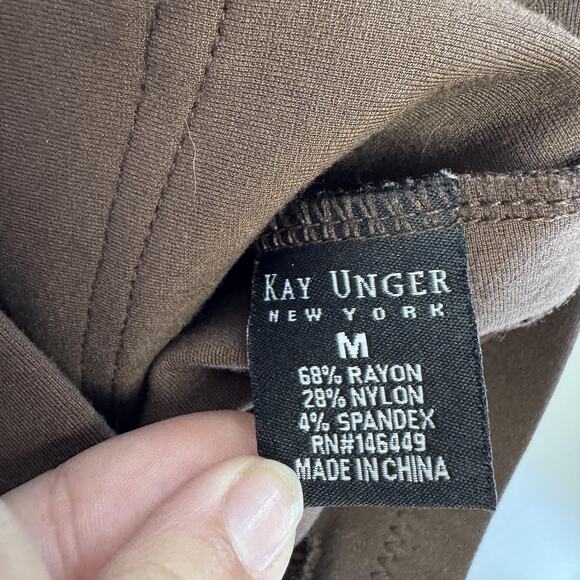 KAY UNGER
NEW YORK
M
68% RAYON
28% NYLON
4% SPANDEX
RN#146449
MADE IN CHINA